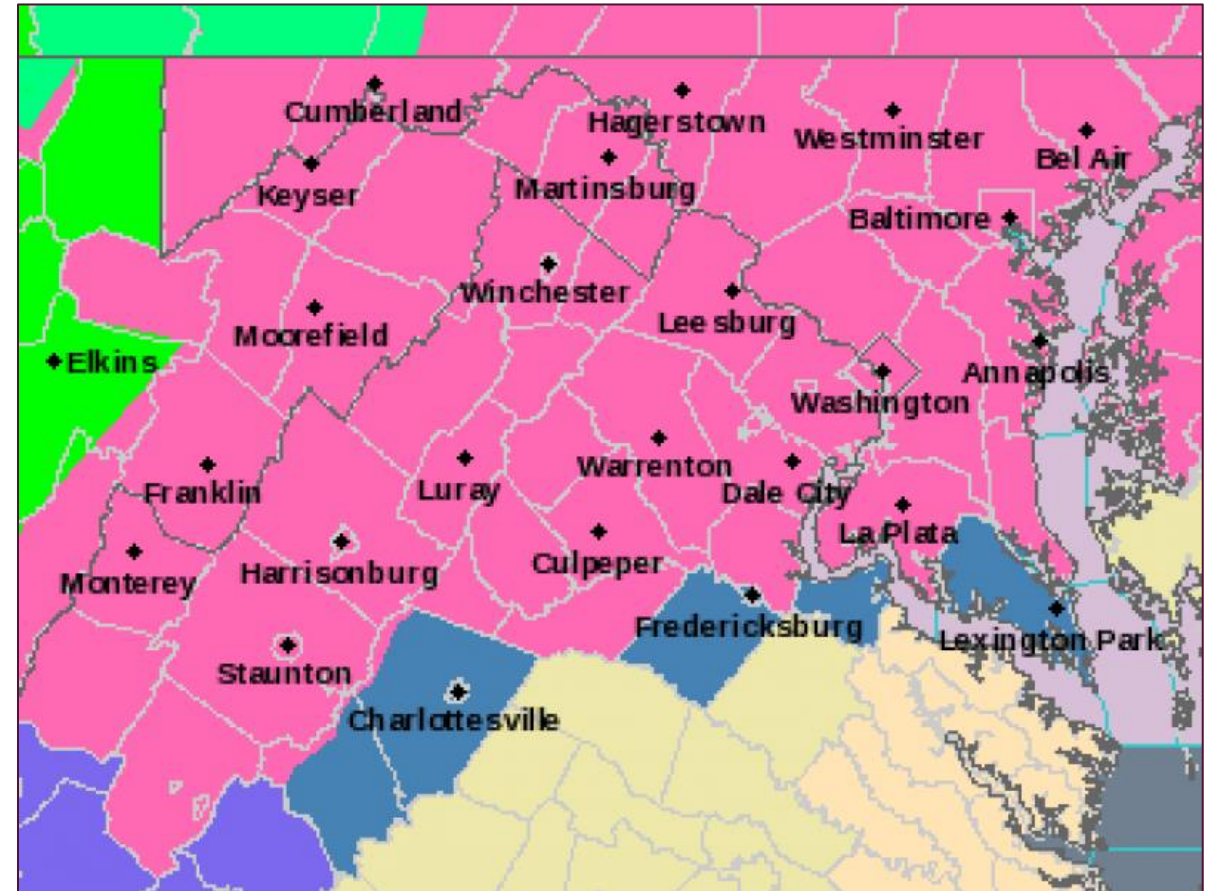 Cumberland
Hagerstown
Westminster
Bel Air
Keyser
Martinsburg
Baltimore
Winchester
Moorefield
Leesburg
Elkins
Annapolis
Washington
Warrenton
Franklin
Luray
Dale City
La Plata
Monterey
Harrisonburg
Culpeper
Fredericksburg
Lexington Park
Staunton
Charlottesville